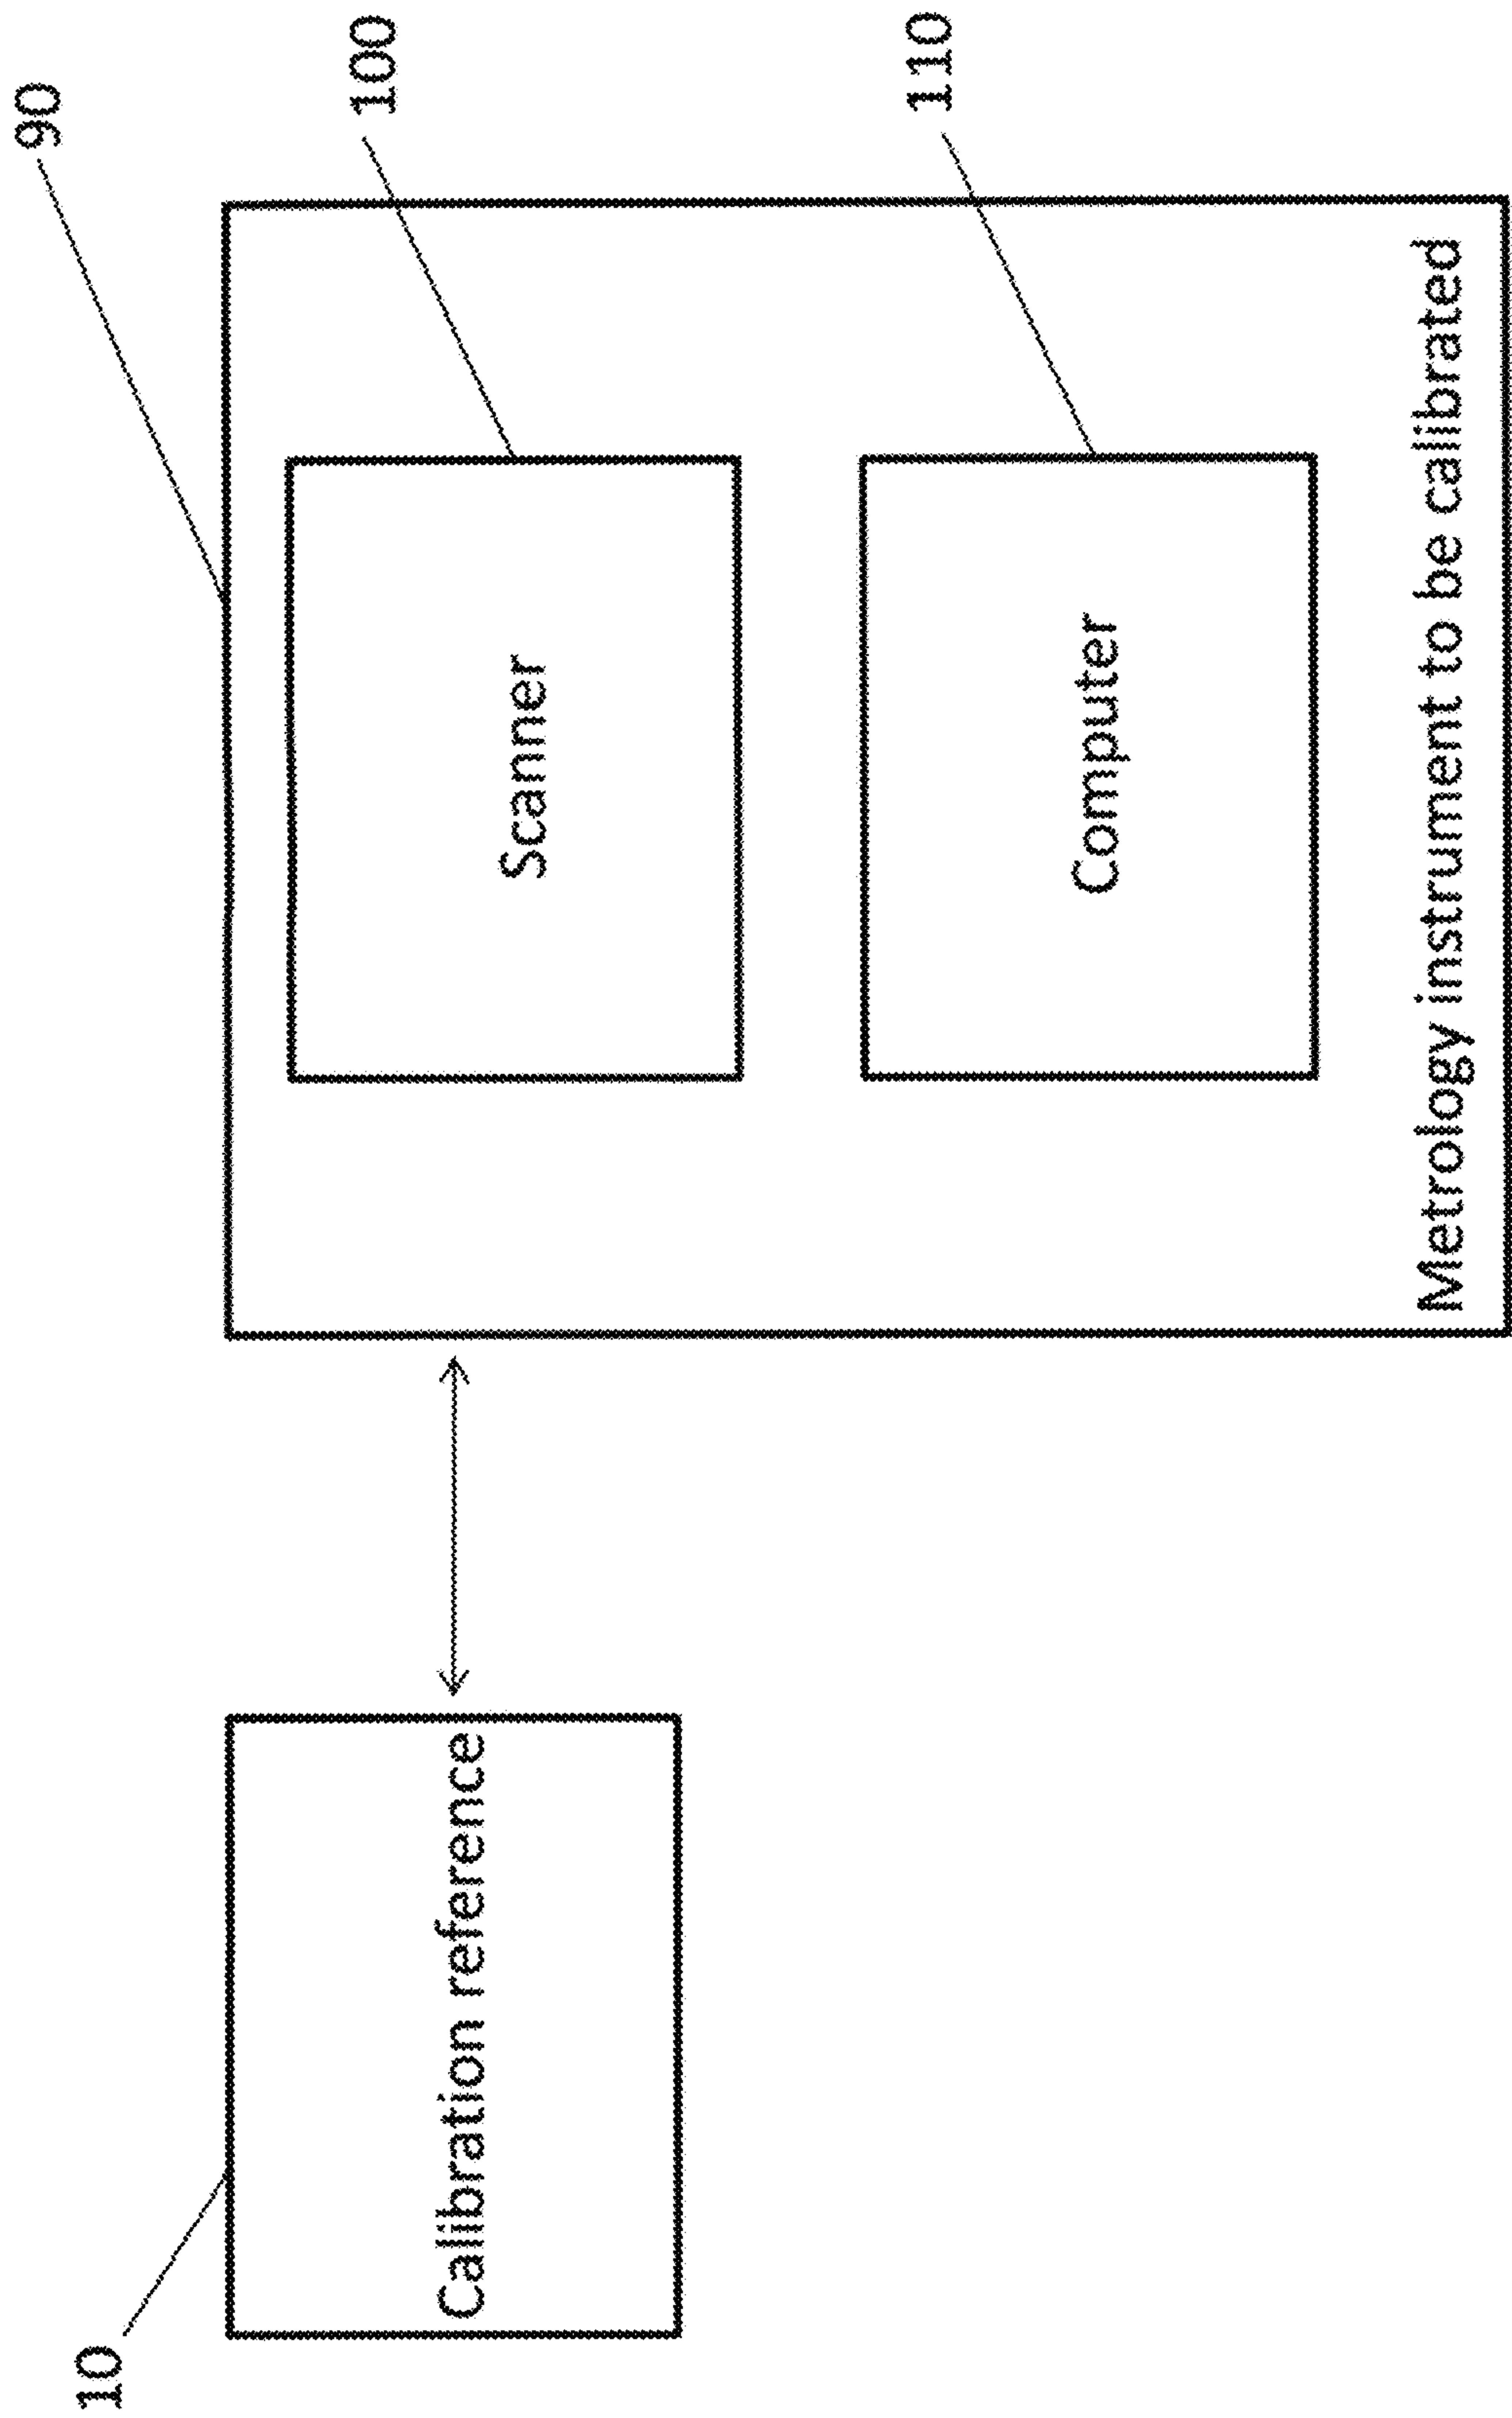 10
Calibration reference
90
100
110
Scanner
Computer
Metrology instrument to be calibrated